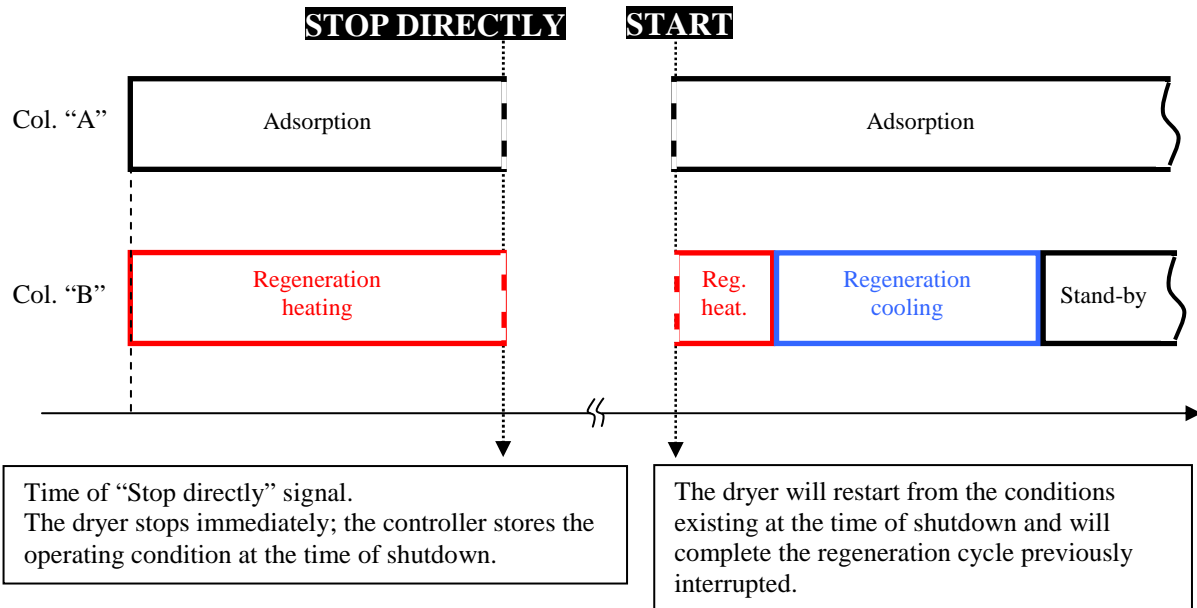 STOP DIRECTLY
START
Col. “A”
Adsorption
Adsorption
Col. “B”
Regeneration
heating
Reg.
heat.
Regeneration
cooling
Stand-by
Time of “Stop directly” signal.
The dryer stops immediately; the controller stores the
operating condition at the time of shutdown.
The dryer will restart from the conditions
existing at the time of shutdown and will
complete the regeneration cycle previously
interrupted.